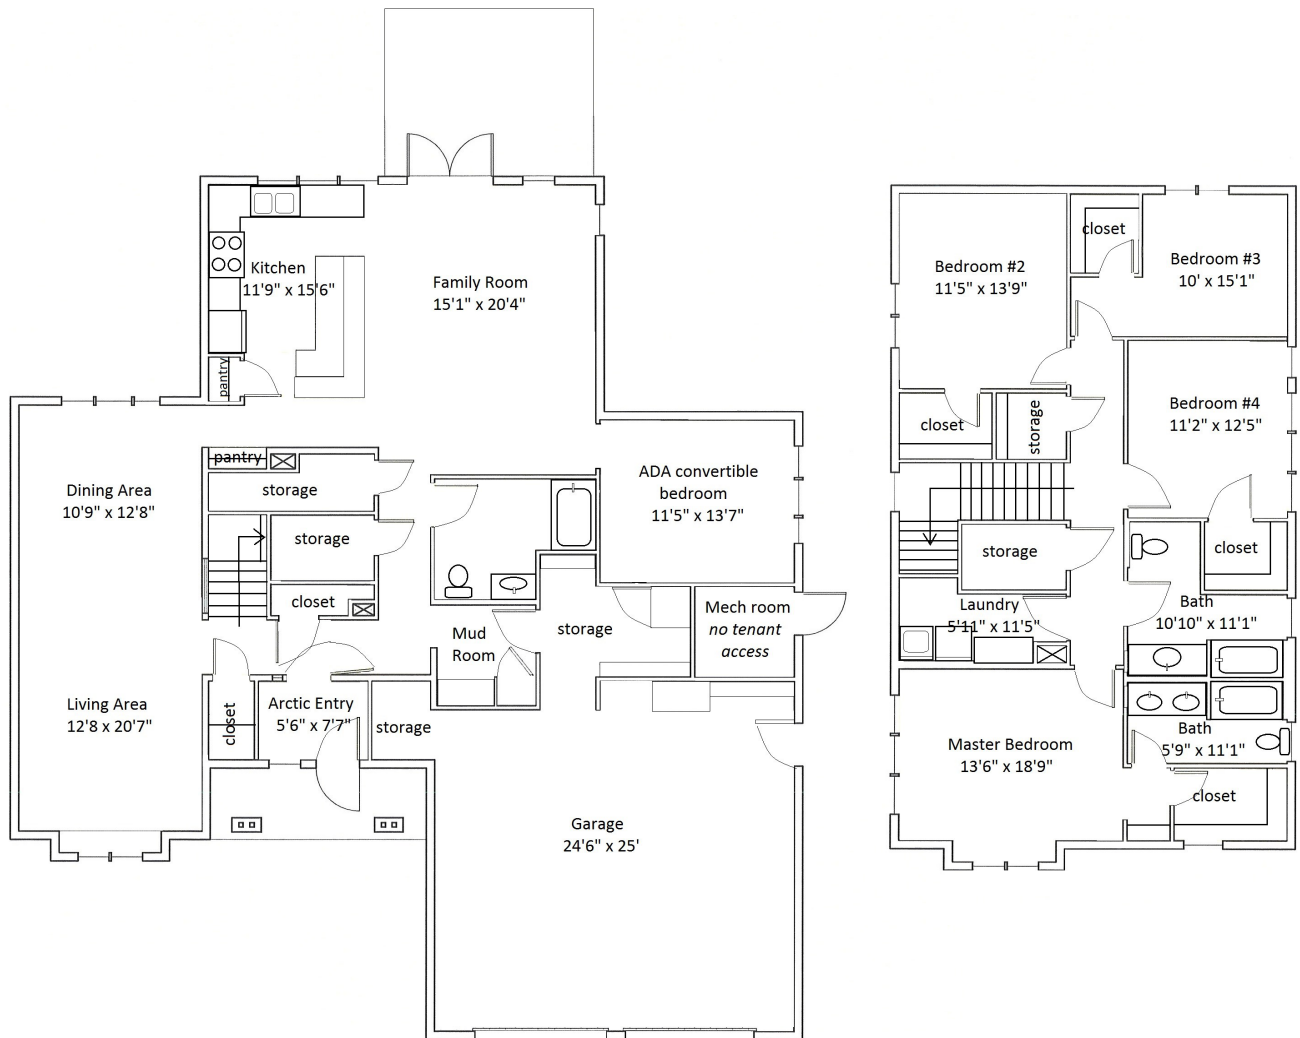 Kitchen
11'9" x 15'6"
Family Room
15'1" x 20'4"
pantry
pantry
storage
Dining Area
10'9" x 12'8"
storage
closet
ADA convertible
bedroom
11'5" x 13'7"
Mud
Room
storage
Mech room
no tenant
access
Living Area
12'8 x 20'7"
closet
Arctic Entry
5'6" x 7'7"
storage
Garage
24'6" x 25'
Bedroom #2
11'5" x 13'9"
closet
Bedroom #3
10' x 15'1"
closet
storage
Bedroom #4
11'2" x 12'5"
storage
closet
Laundry
5'11" x 11'5"
Bath
10'10" x 11'1"
Master Bedroom
13'6" x 18'9"
Bath
5'9" x 11'1"
closet